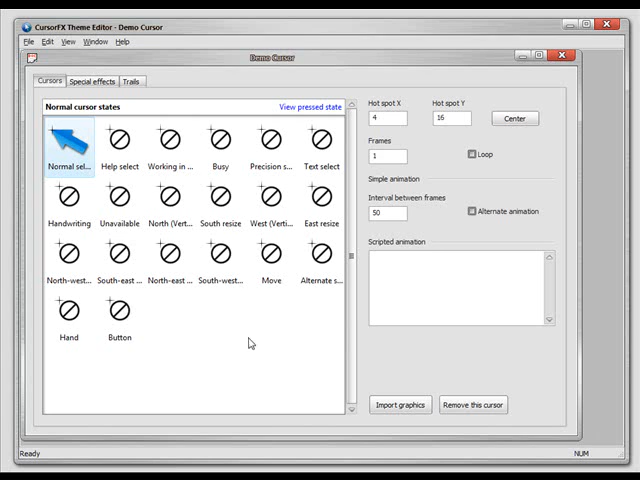 CursorFX Theme Editor - Demo Cursor
File Edit View Window Help
Demo Cursor
Cursors Special effects Trails
Normal cursor states View pressed state
Normal sel... Help select Working in ... Busy Precision s... Text select
Handwriting Unavailable North (Vert... South resize West (Verti... East resize
North-west... South-east ... North-east ... South-west... Move Alternate s...
Hand Button
Hot spot X Hot spot Y
4 16 Center
Frames
1 Loop
Simple animation
Interval between frames
50 Alternate animation
Scripted animation
Import graphics Remove this cursor
Ready NUM